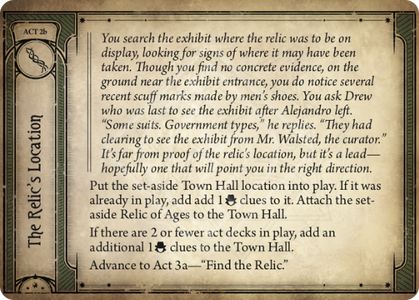 ACT 2b
The Relic's Location
You search the exhibit where the relic was to be on
display, looking for signs of where it may have been
taken. Though you find no concrete evidence, on the
ground near the exhibit entrance, you do notice several
recent scuff marks made by men's shoes. You ask Drew
who was last to see the exhibit after Alejandro left.
“Some suits. Government types,” he replies. “They had
clearing to see the exhibit from Mr. Walsted, the curator.”
It's far from proof of the relic's location, but it's a lead—
hopefully one that will point you in the right direction.
Put the set-aside Town Hall location into play. If it was
already in play, add add 1 clues to it. Attach the set-
aside Relic of Ages to the Town Hall.
If there are 2 or fewer act decks in play, add an
additional 1 clues to the Town Hall.
Advance to Act 3a—“Find the Relic.”